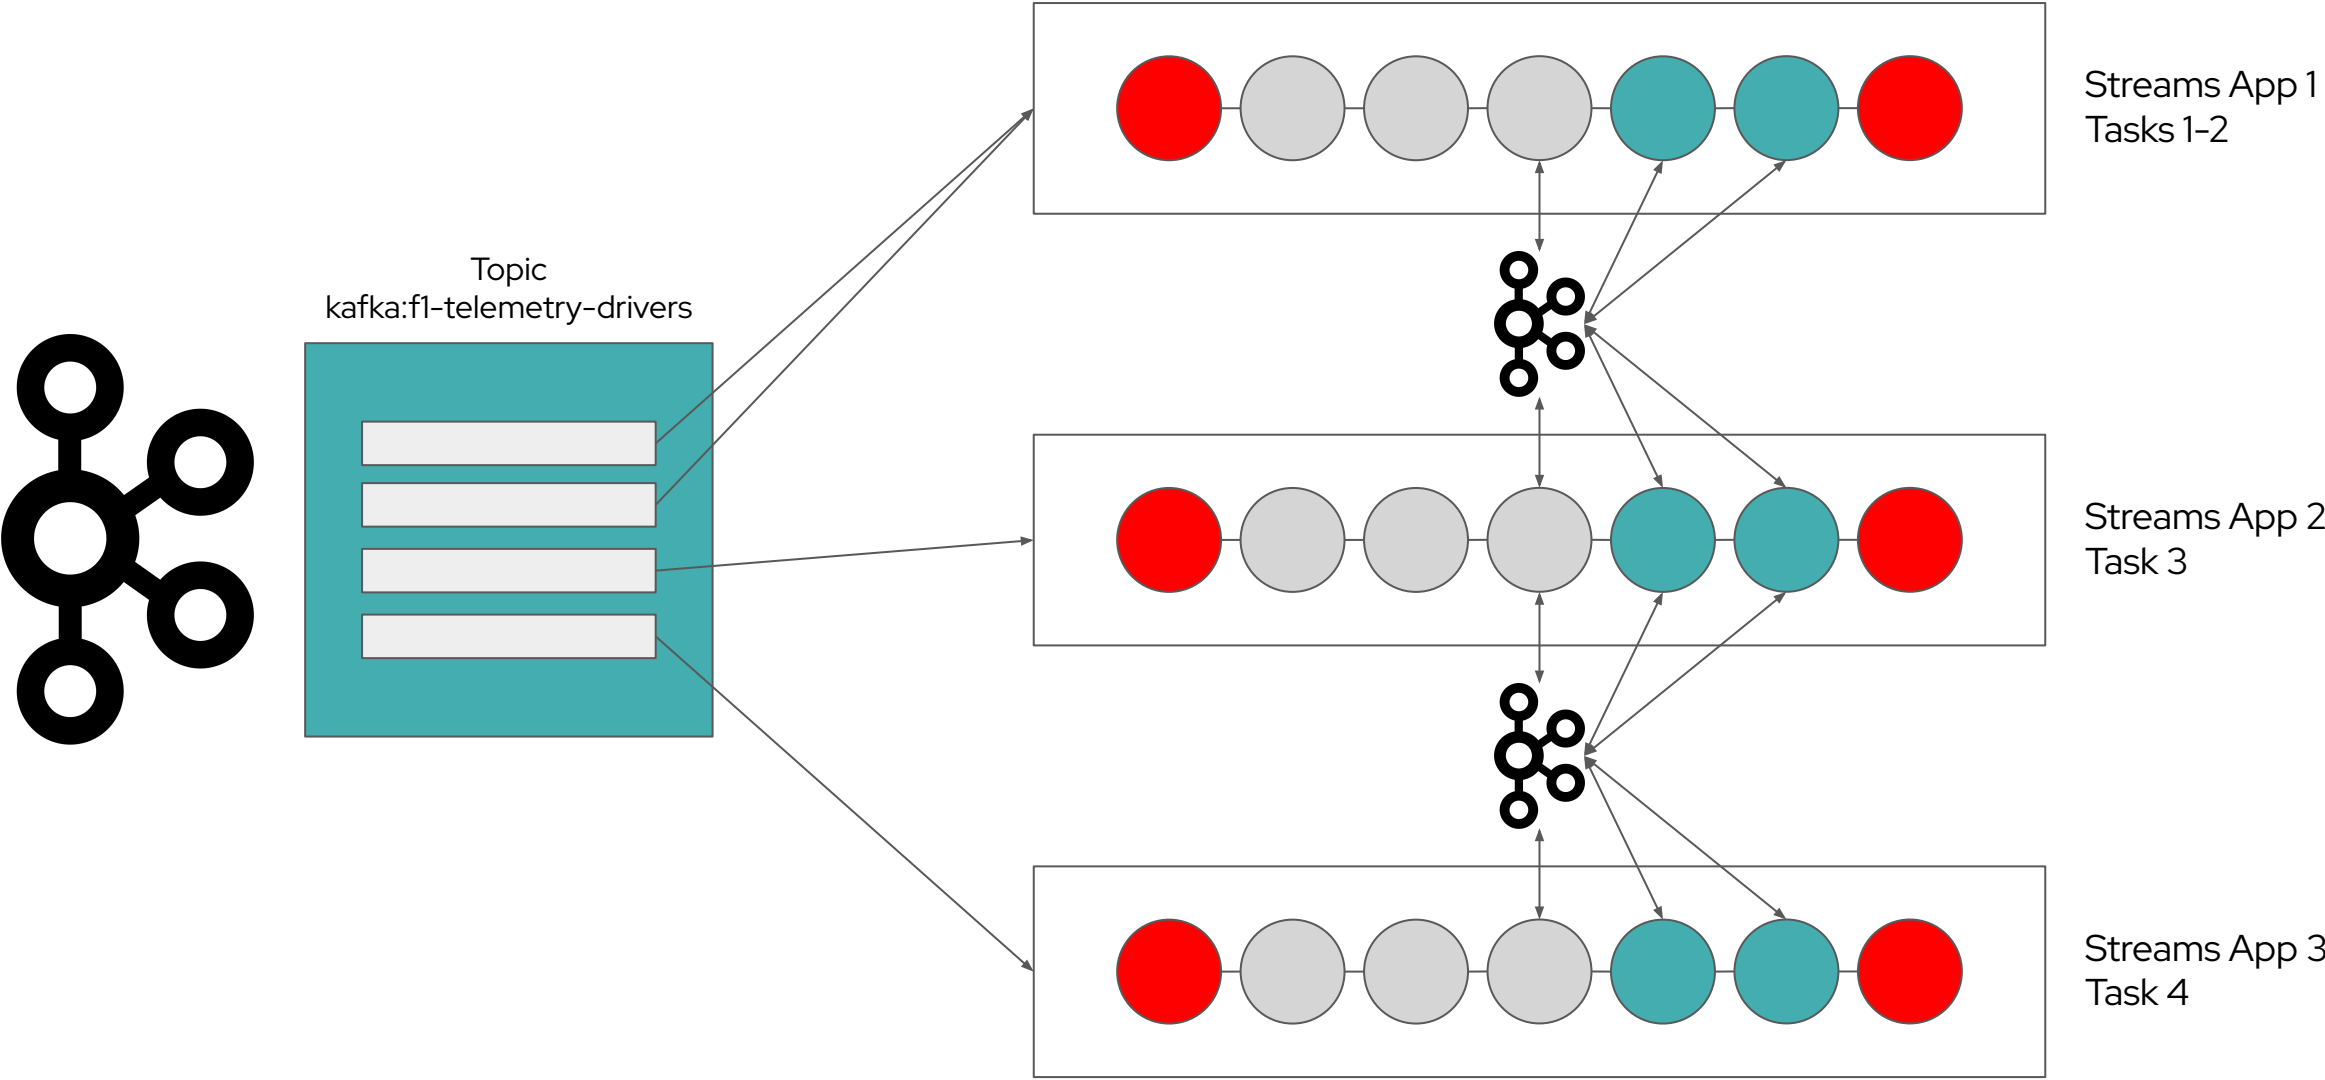 Topic
kafka:f1-telemetry-drivers
Streams App 1
Tasks 1-2
Streams App 2
Task 3
Streams App 3
Task 4